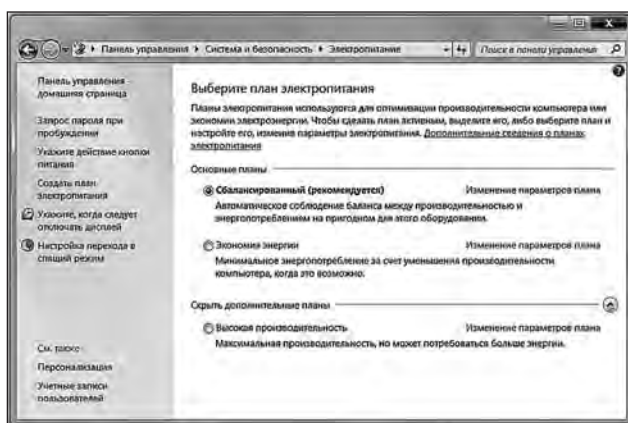 Панель управления ▸ Система и безопасность ▸ Электропитание
Поиск в панели управления
Панель управления -
домашняя страница
Запрос пароля при
пробуждении
Укажите действие кнопки
питания
Создать план
электропитания
Укажите, когда следует
отключать дисплей
Настройка перехода в
спящий режим
См. также
Персонализация
Учетные записи
пользователей
Выберите план электропитания
Планы электропитания используются для оптимизации производительности компьютера или
экономии электроэнергии. Чтобы сделать план активным, выделите его, либо выберите план и
настройте его, изменив параметры электропитания. Дополнительные сведения о планах
электропитания
Основные планы
Сбалансированный (рекомендуется) Изменение параметров плана
Автоматическое соблюдение баланса между производительностью и
энергопотреблением на пригодном для этого оборудовании.
Экономия энергии Изменение параметров плана
Минимальное энергопотребление за счет уменьшения производительности
компьютера, когда это возможно.
Скрыть дополнительные планы
Высокая производительность Изменение параметров плана
Максимальная производительность, но может потребоваться больше энергии.